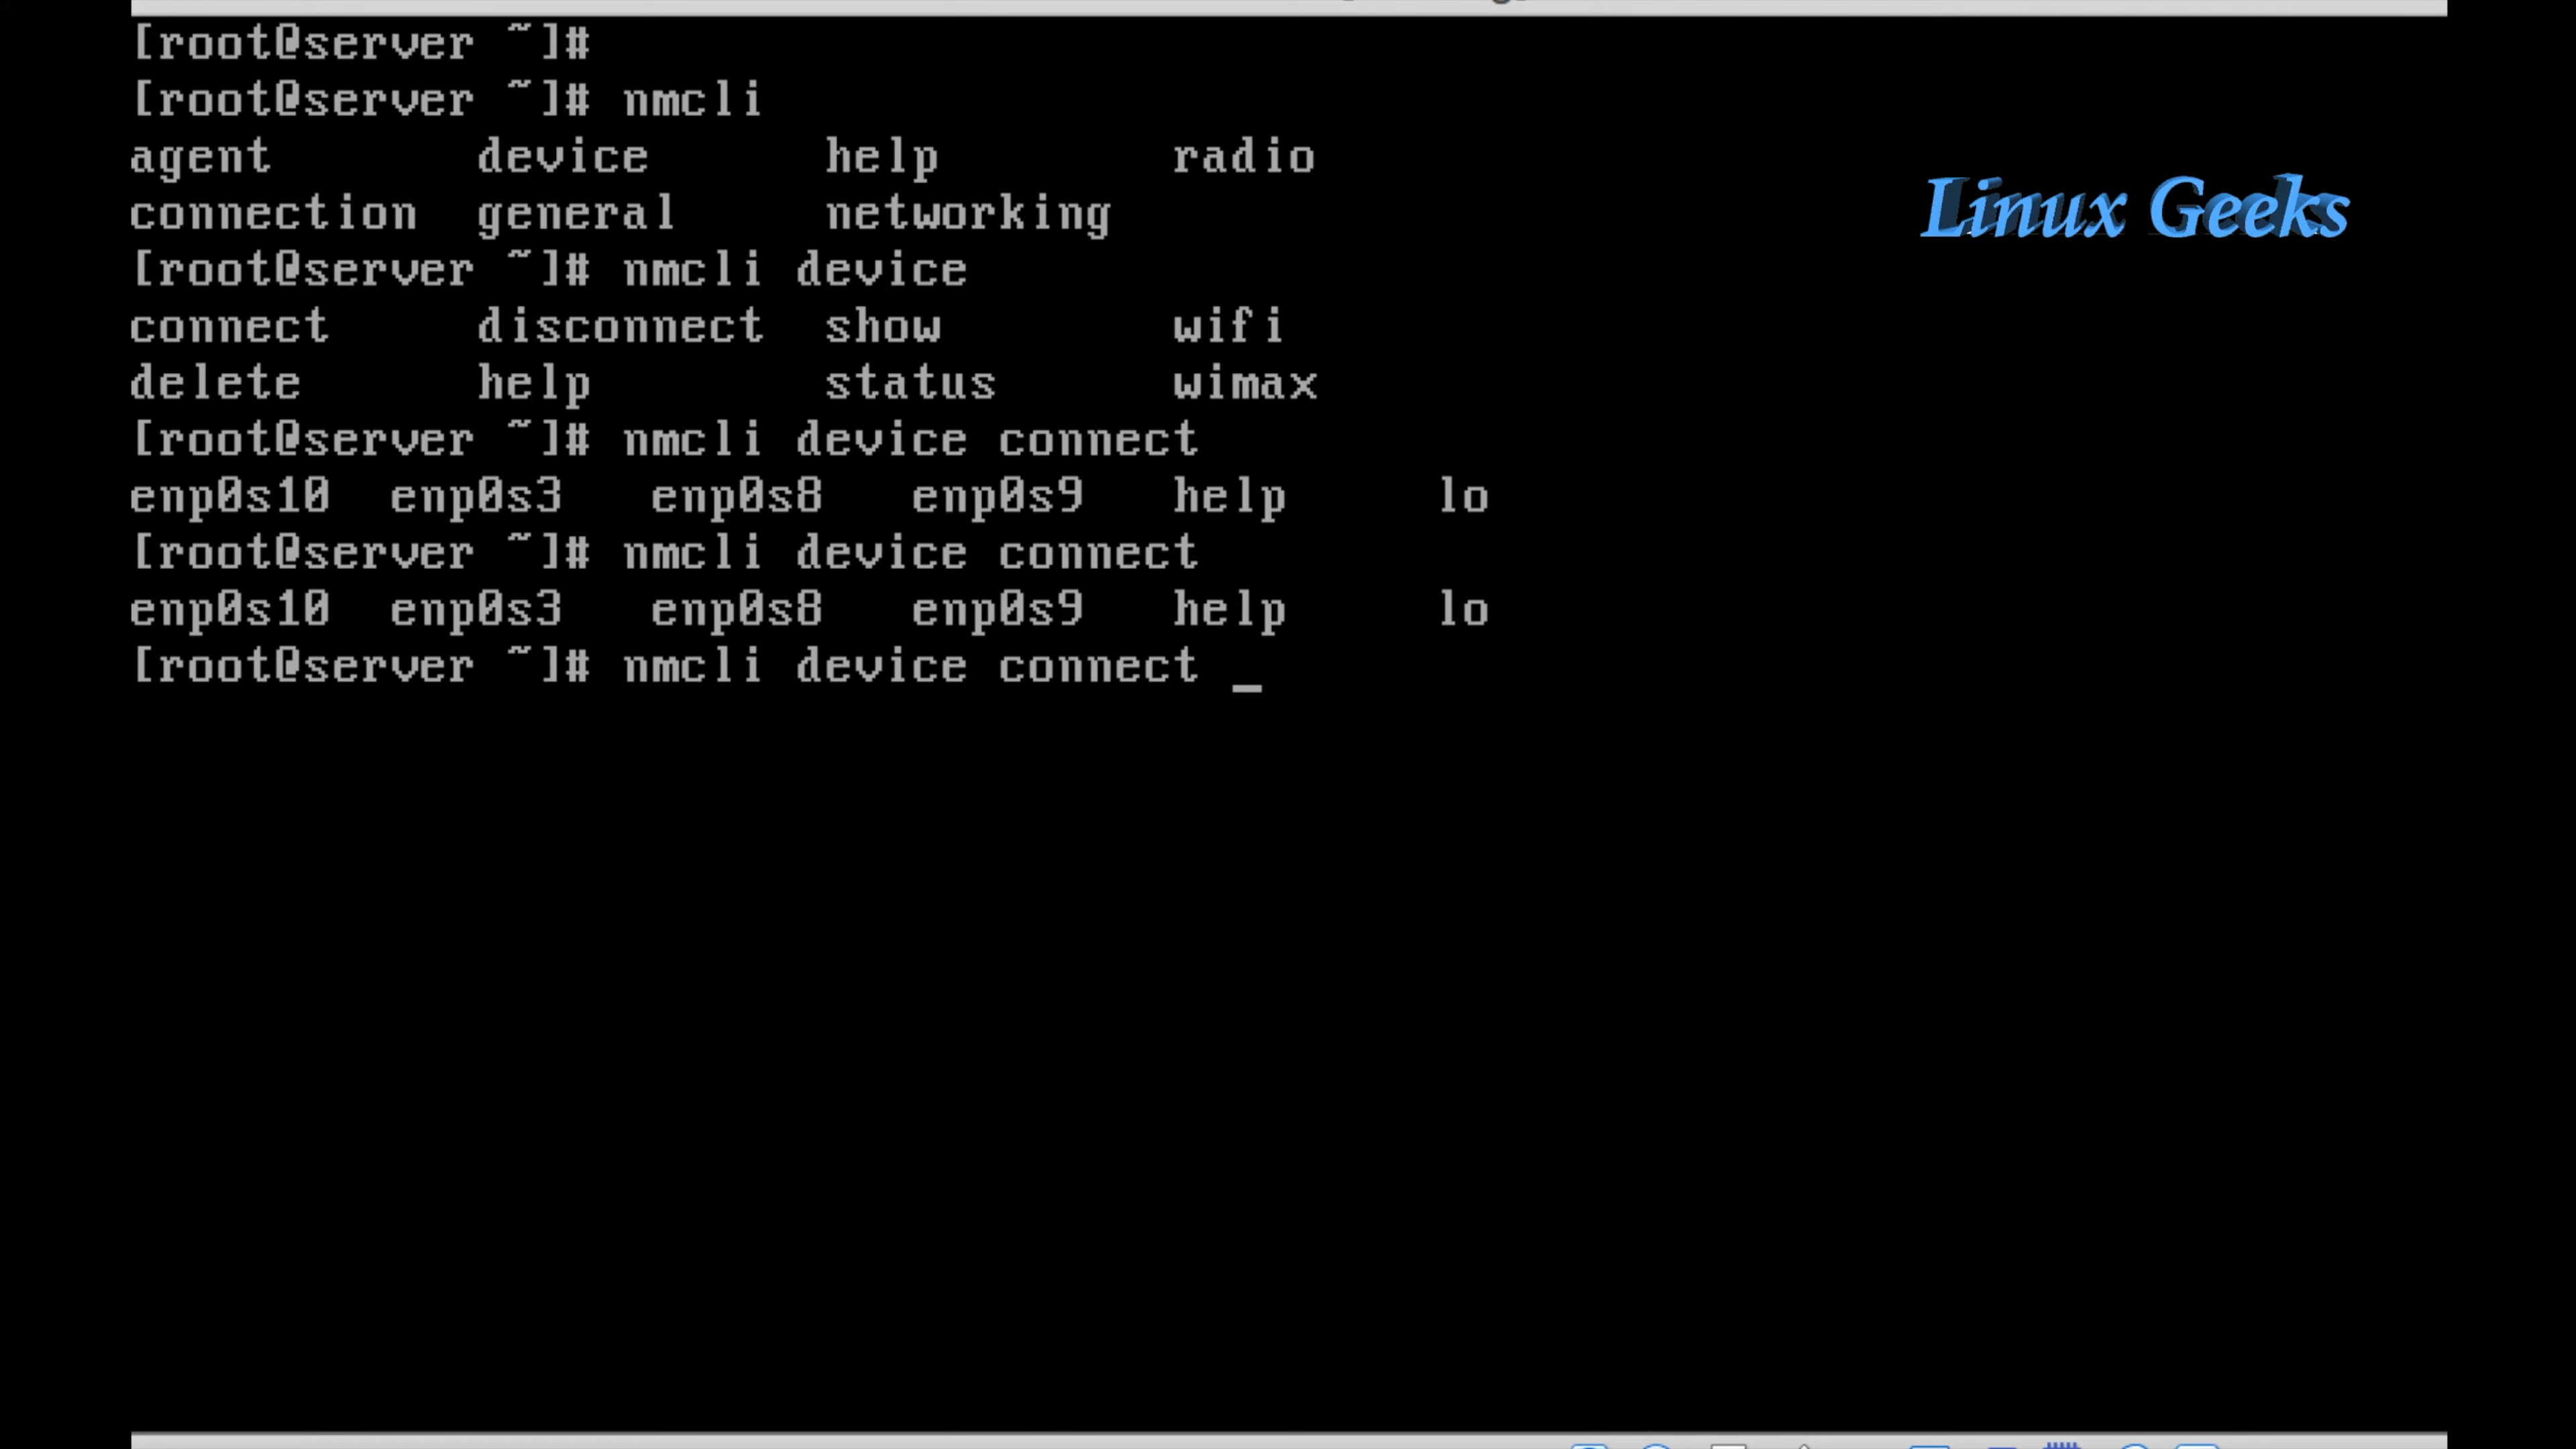 [root@server ~]#
[root@server ~]# nmcli
agent device help radio
connection general networking
Linux Geeks
[root@server ~]# nmcli device
connect disconnect show wifi
delete help status wimax
[root@server ~]# nmcli device connect
enp0s10 enp0s3 enp0s8 enp0s9 help lo
[root@server ~]# nmcli device connect
enp0s10 enp0s3 enp0s8 enp0s9 help lo
[root@server ~]# nmcli device connect _